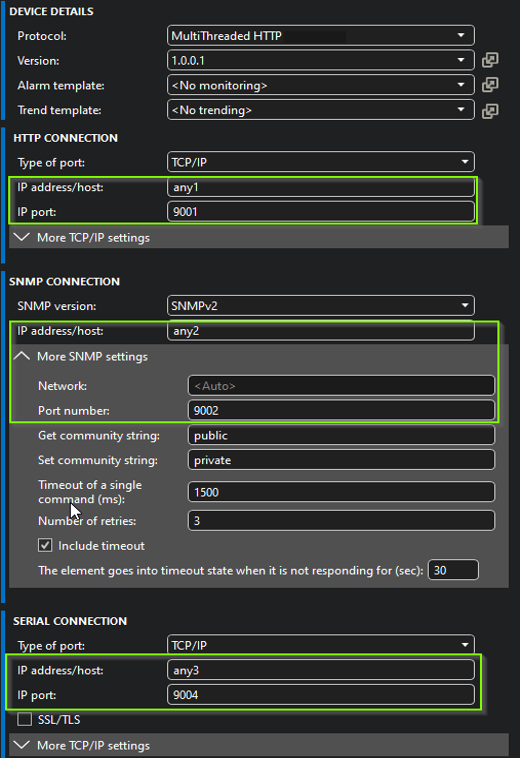 DEVICE DETAILS
Protocol: MultiThreaded HTTP
Version: 1.0.0.1
Alarm template: <No monitoring>
Trend template: <No trending>
HTTP CONNECTION
Type of port: TCP/IP
IP address/host: any1
IP port: 9001
More TCP/IP settings
SNMP CONNECTION
SNMP version: SNMPv2
IP address/host: any2
More SNMP settings
Network: <Auto>
Port number: 9002
Get community string: public
Set community string: private
Timeout of a single
command (ms): 1500
Number of retries: 3
Include timeout
The element goes into timeout state when it is not responding for (sec): 30
SERIAL CONNECTION
Type of port: TCP/IP
IP address/host: any3
IP port: 9004
SSL/TLS
More TCP/IP settings